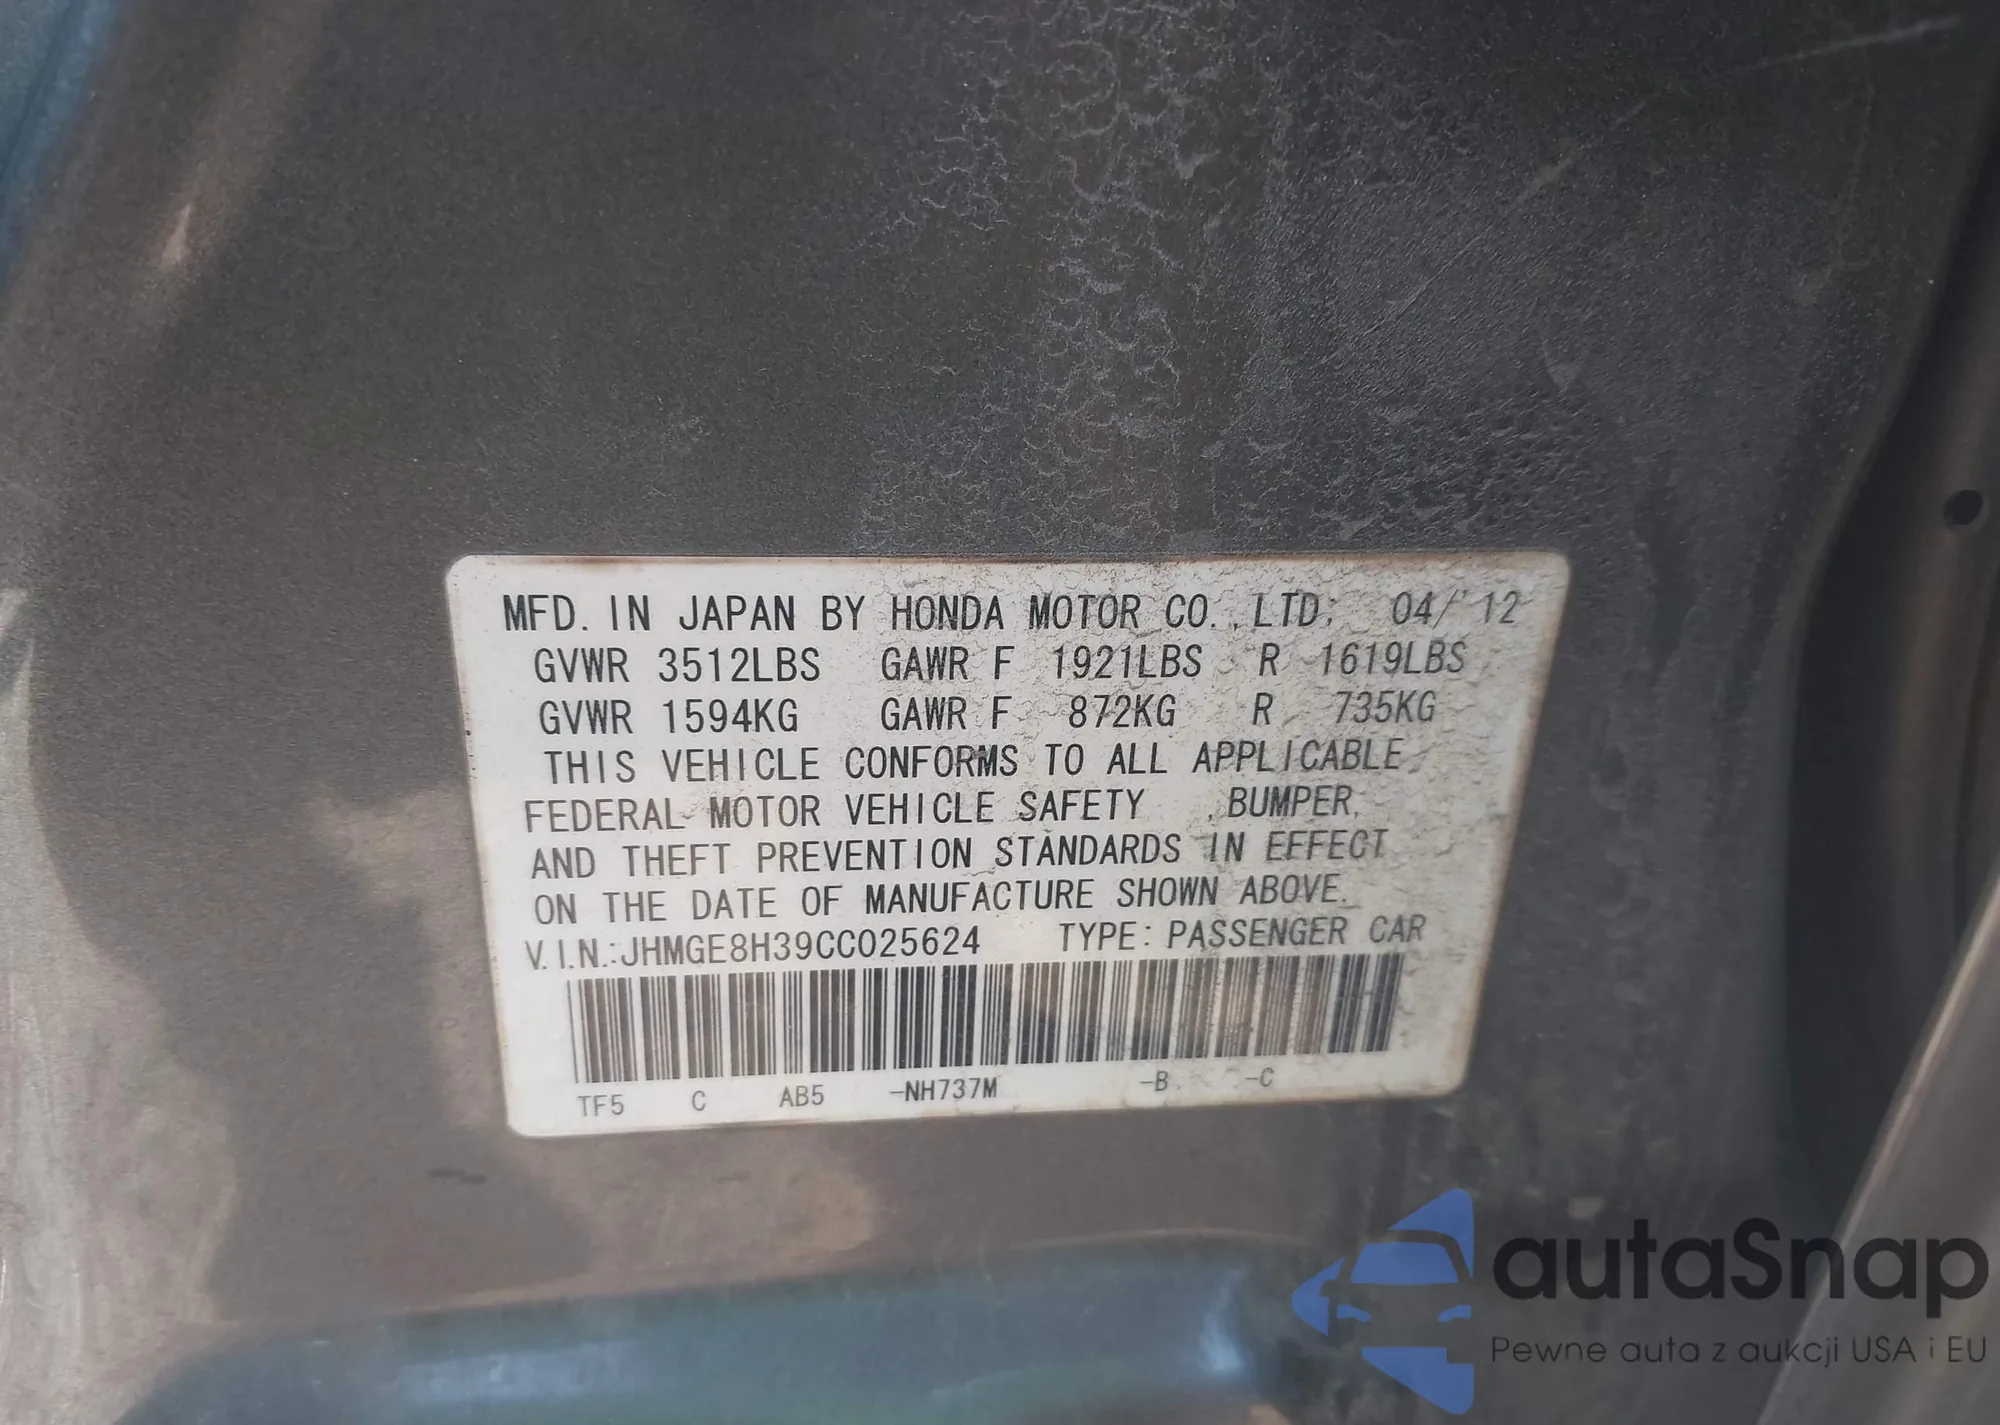 MFD. IN JAPAN BY HONDA MOTOR CO., LTD. 04/'12
GVWR 3512LBS GAWR F 1921LBS R 1619LBS
GVWR 1594KG GAWR F 872KG R 735KG
THIS VEHICLE CONFORMS TO ALL APPLICABLE
FEDERAL MOTOR VEHICLE SAFETY , BUMPER,
AND THEFT PREVENTION STANDARDS IN EFFECT
ON THE DATE OF MANUFACTURE SHOWN ABOVE.
V.I.N.:JHMGE8H39CC025624 TYPE: PASSENGER CAR
TF5 C AB5 -NH737M -B -C
autaSnap
Pewne auta z aukcji USA i EU